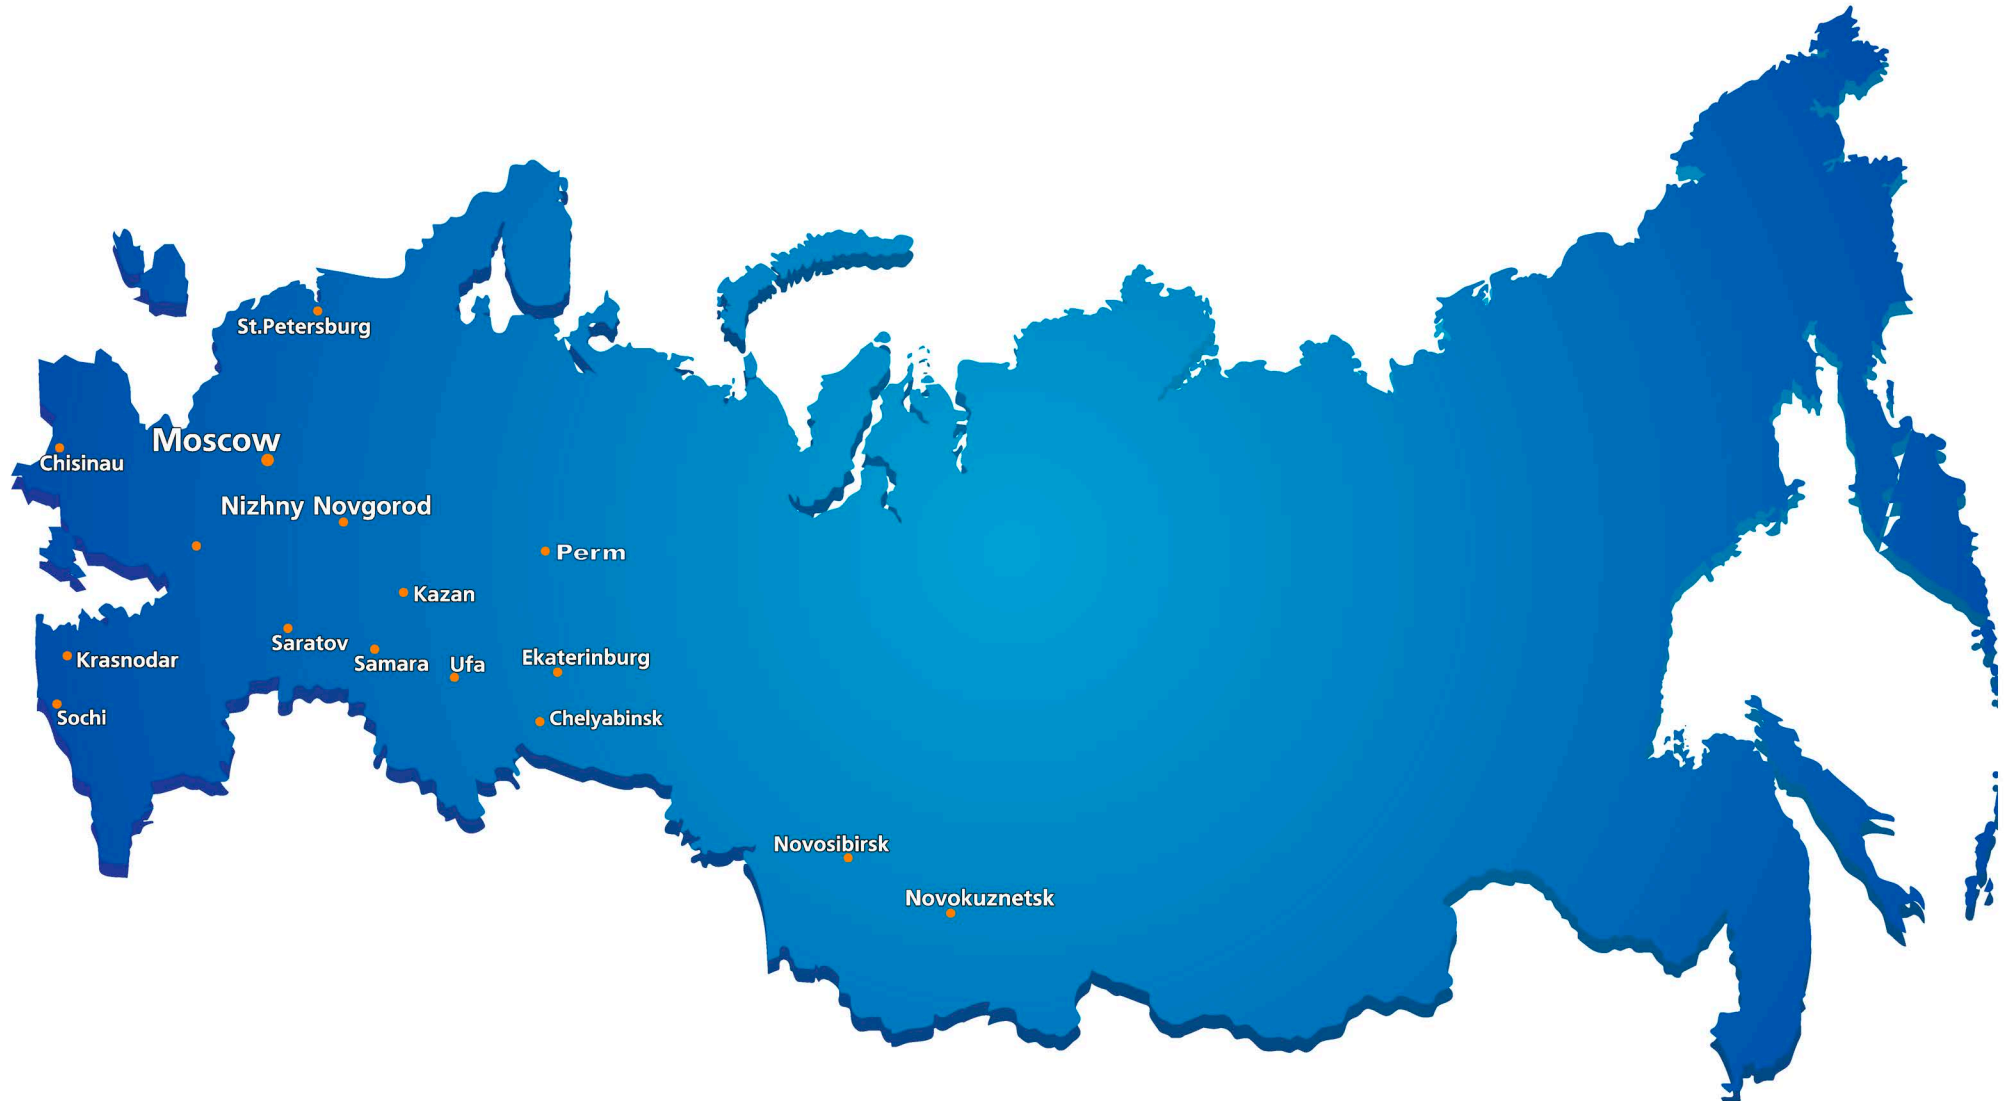 St.Petersburg
Moscow
Chisinau
Nizhny Novgorod
Perm
Kazan
Saratov
Samara
Ufa
Ekaterinburg
Krasnodar
Sochi
Chelyabinsk
Novosibirsk
Novokuznetsk